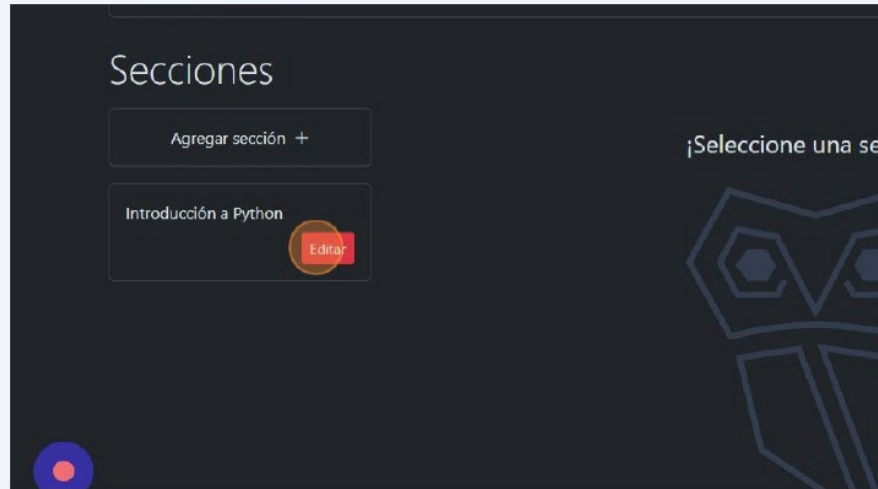 Secciones
Agregar sección +
¡Seleccione una se
Introducción a Python
Editar